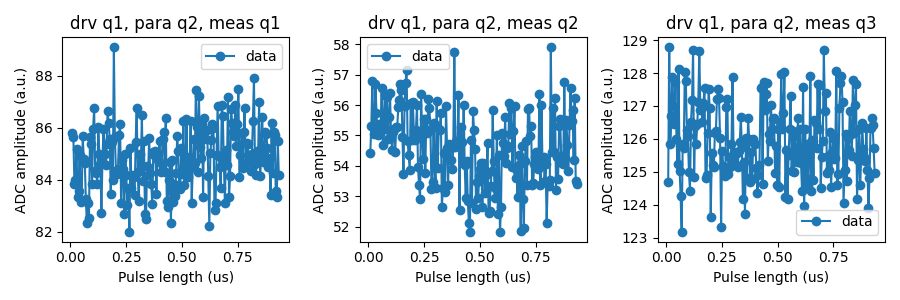 drv q1, para q2, meas q1
ADC amplitude (a.u.)
88
86
84
82
data
0.00 0.25 0.50 0.75
Pulse length (us)
drv q1, para q2, meas q2
ADC amplitude (a.u.)
58
57
56
55
54
53
52
data
0.00 0.25 0.50 0.75
Pulse length (us)
drv q1, para q2, meas q3
ADC amplitude (a.u.)
129
128
127
126
125
124
123
data
0.00 0.25 0.50 0.75
Pulse length (us)